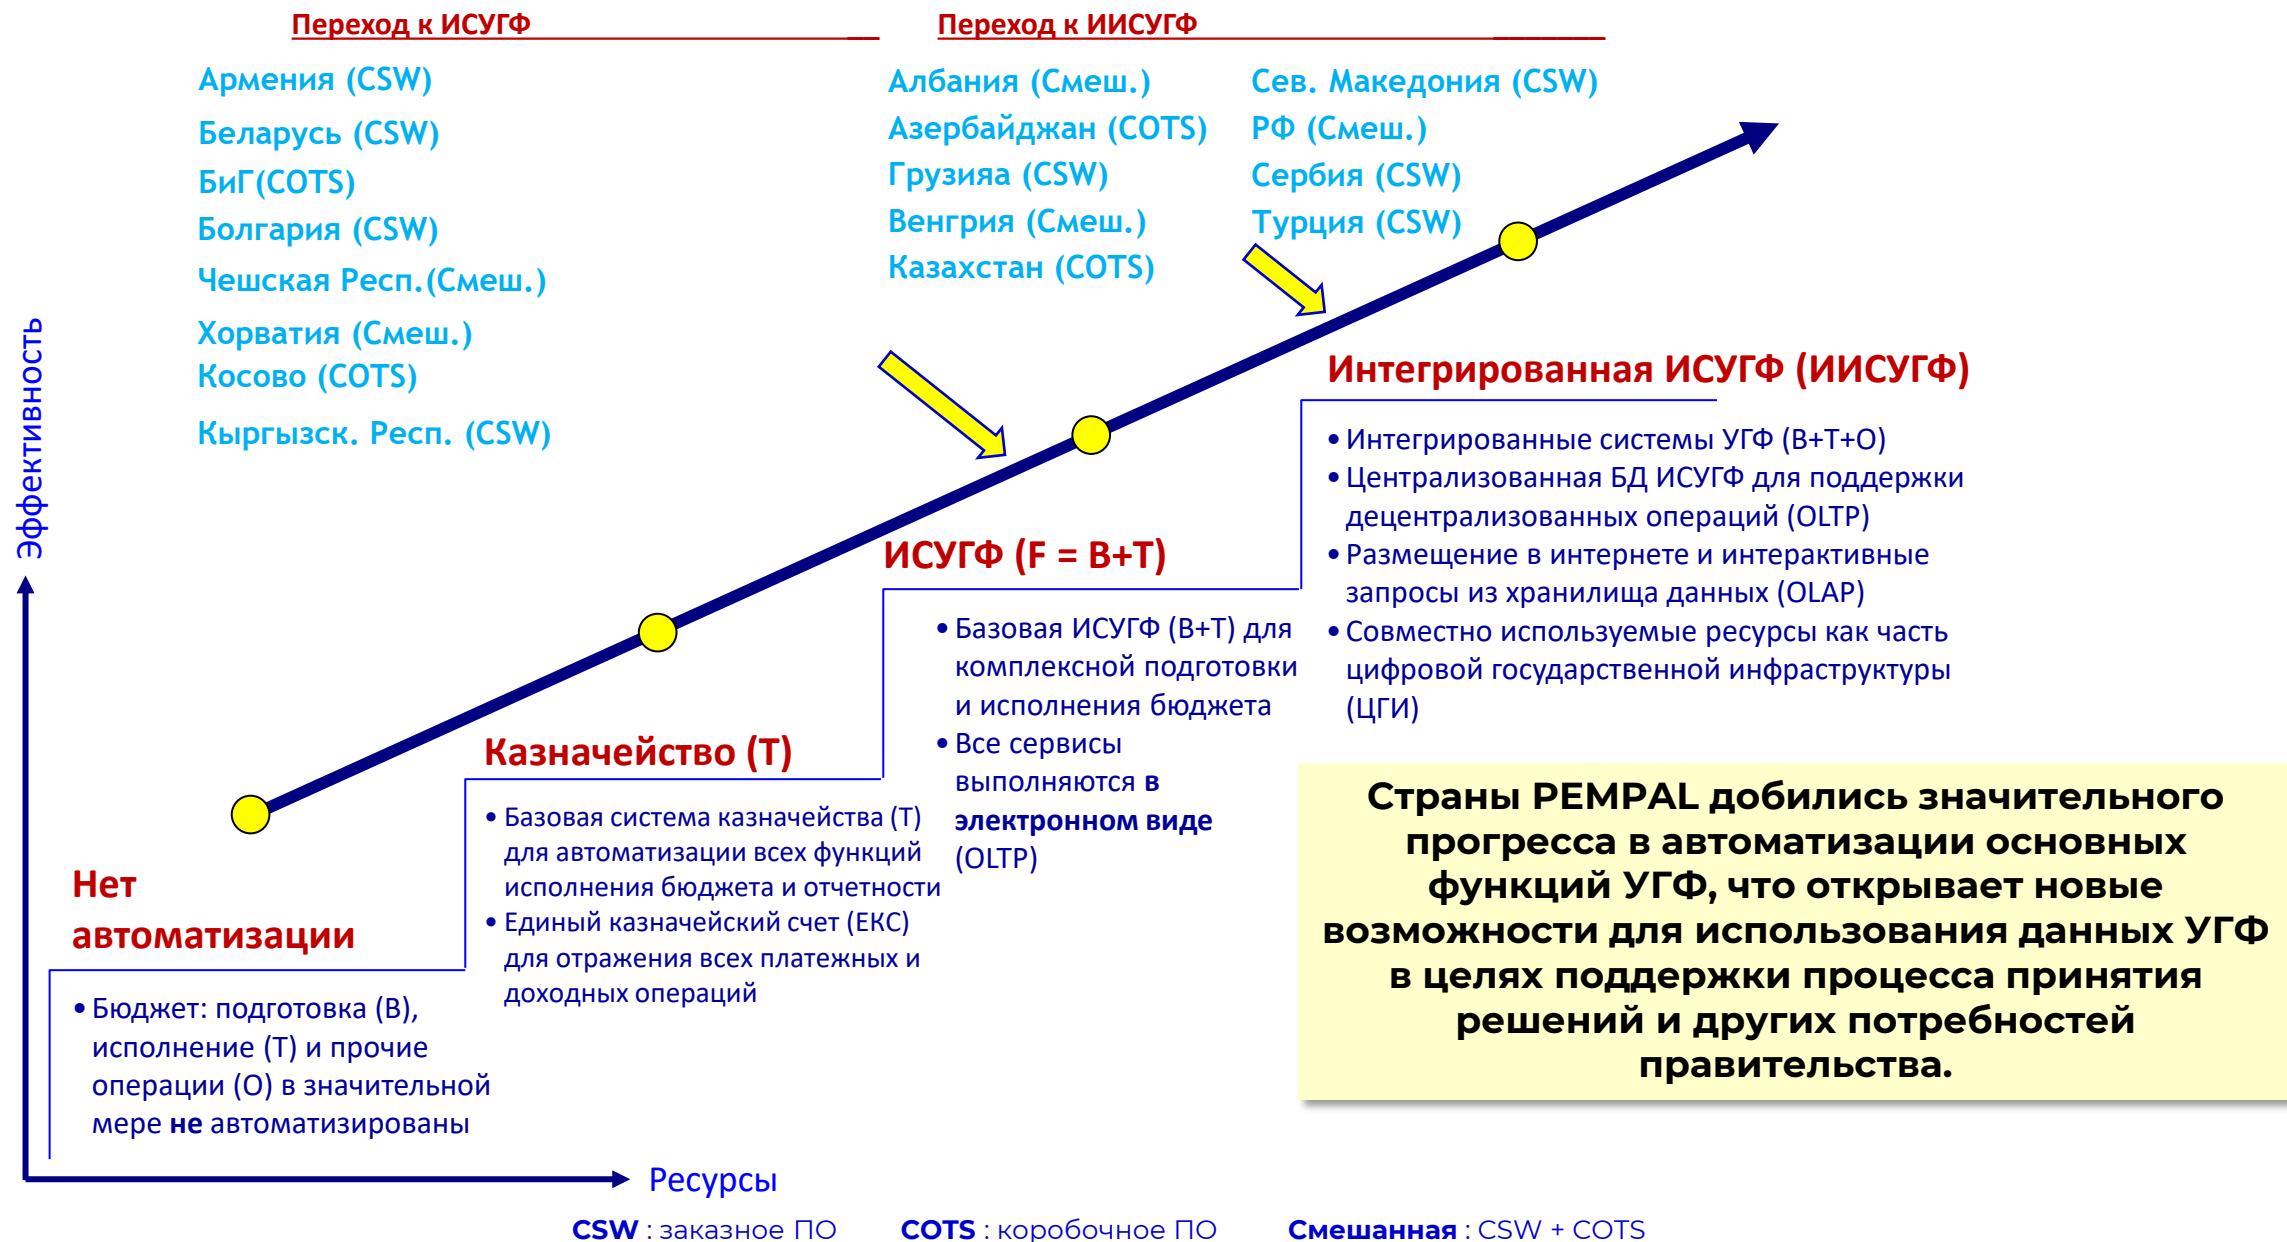 Переход к ИСУГФ
Армения (CSW)
Беларусь (CSW)
БиГ(COTS)
Болгария (CSW)
Чешская Респ.(Смеш.)
Хорватия (Смеш.)
Косово (COTS)
Кыргызск. Респ. (CSW)
Переход к ИИСУГФ
Албания (Смеш.)
Азербайджан (COTS)
Грузияа (CSW)
Венгрия (Смеш.)
Казахстан (COTS)
Сев. Македония (CSW)
РФ (Смеш.)
Сербия (CSW)
Турция (CSW)
Эффективность
Нет
автоматизации
• Бюджет: подготовка (B),
исполнение (T) и прочие
операции (O) в значительной
мере не автоматизированы
Казначейство (T)
• Базовая система казначейства (T)
для автоматизации всех функций
исполнения бюджета и отчетности
• Единый казначейский счет (ЕКС)
для отражения всех платежных и
доходных операций
ИСУГФ (F = B+T)
• Базовая ИСУГФ (B+T) для
комплексной подготовки
и исполнения бюджета
• Все сервисы
выполняются в
электронном виде
(OLTP)
Интегрированная ИСУГФ (ИИСУГФ)
• Интегрированные системы УГФ (B+T+O)
• Централизованная БД ИСУГФ для поддержки
децентрализованных операций (OLTP)
• Размещение в интернете и интерактивные
запросы из хранилища данных (OLAP)
• Совместно используемые ресурсы как часть
цифровой государственной инфраструктуры
(ЦГИ)
Страны PEMPAL добились значительного
прогресса в автоматизации основных
функций УГФ, что открывает новые
возможности для использования данных УГФ
в целях поддержки процесса принятия
решений и других потребностей
правительства.
Ресурсы
CSW : заказное ПО COTS : коробочное ПО Смешанная : CSW + COTS